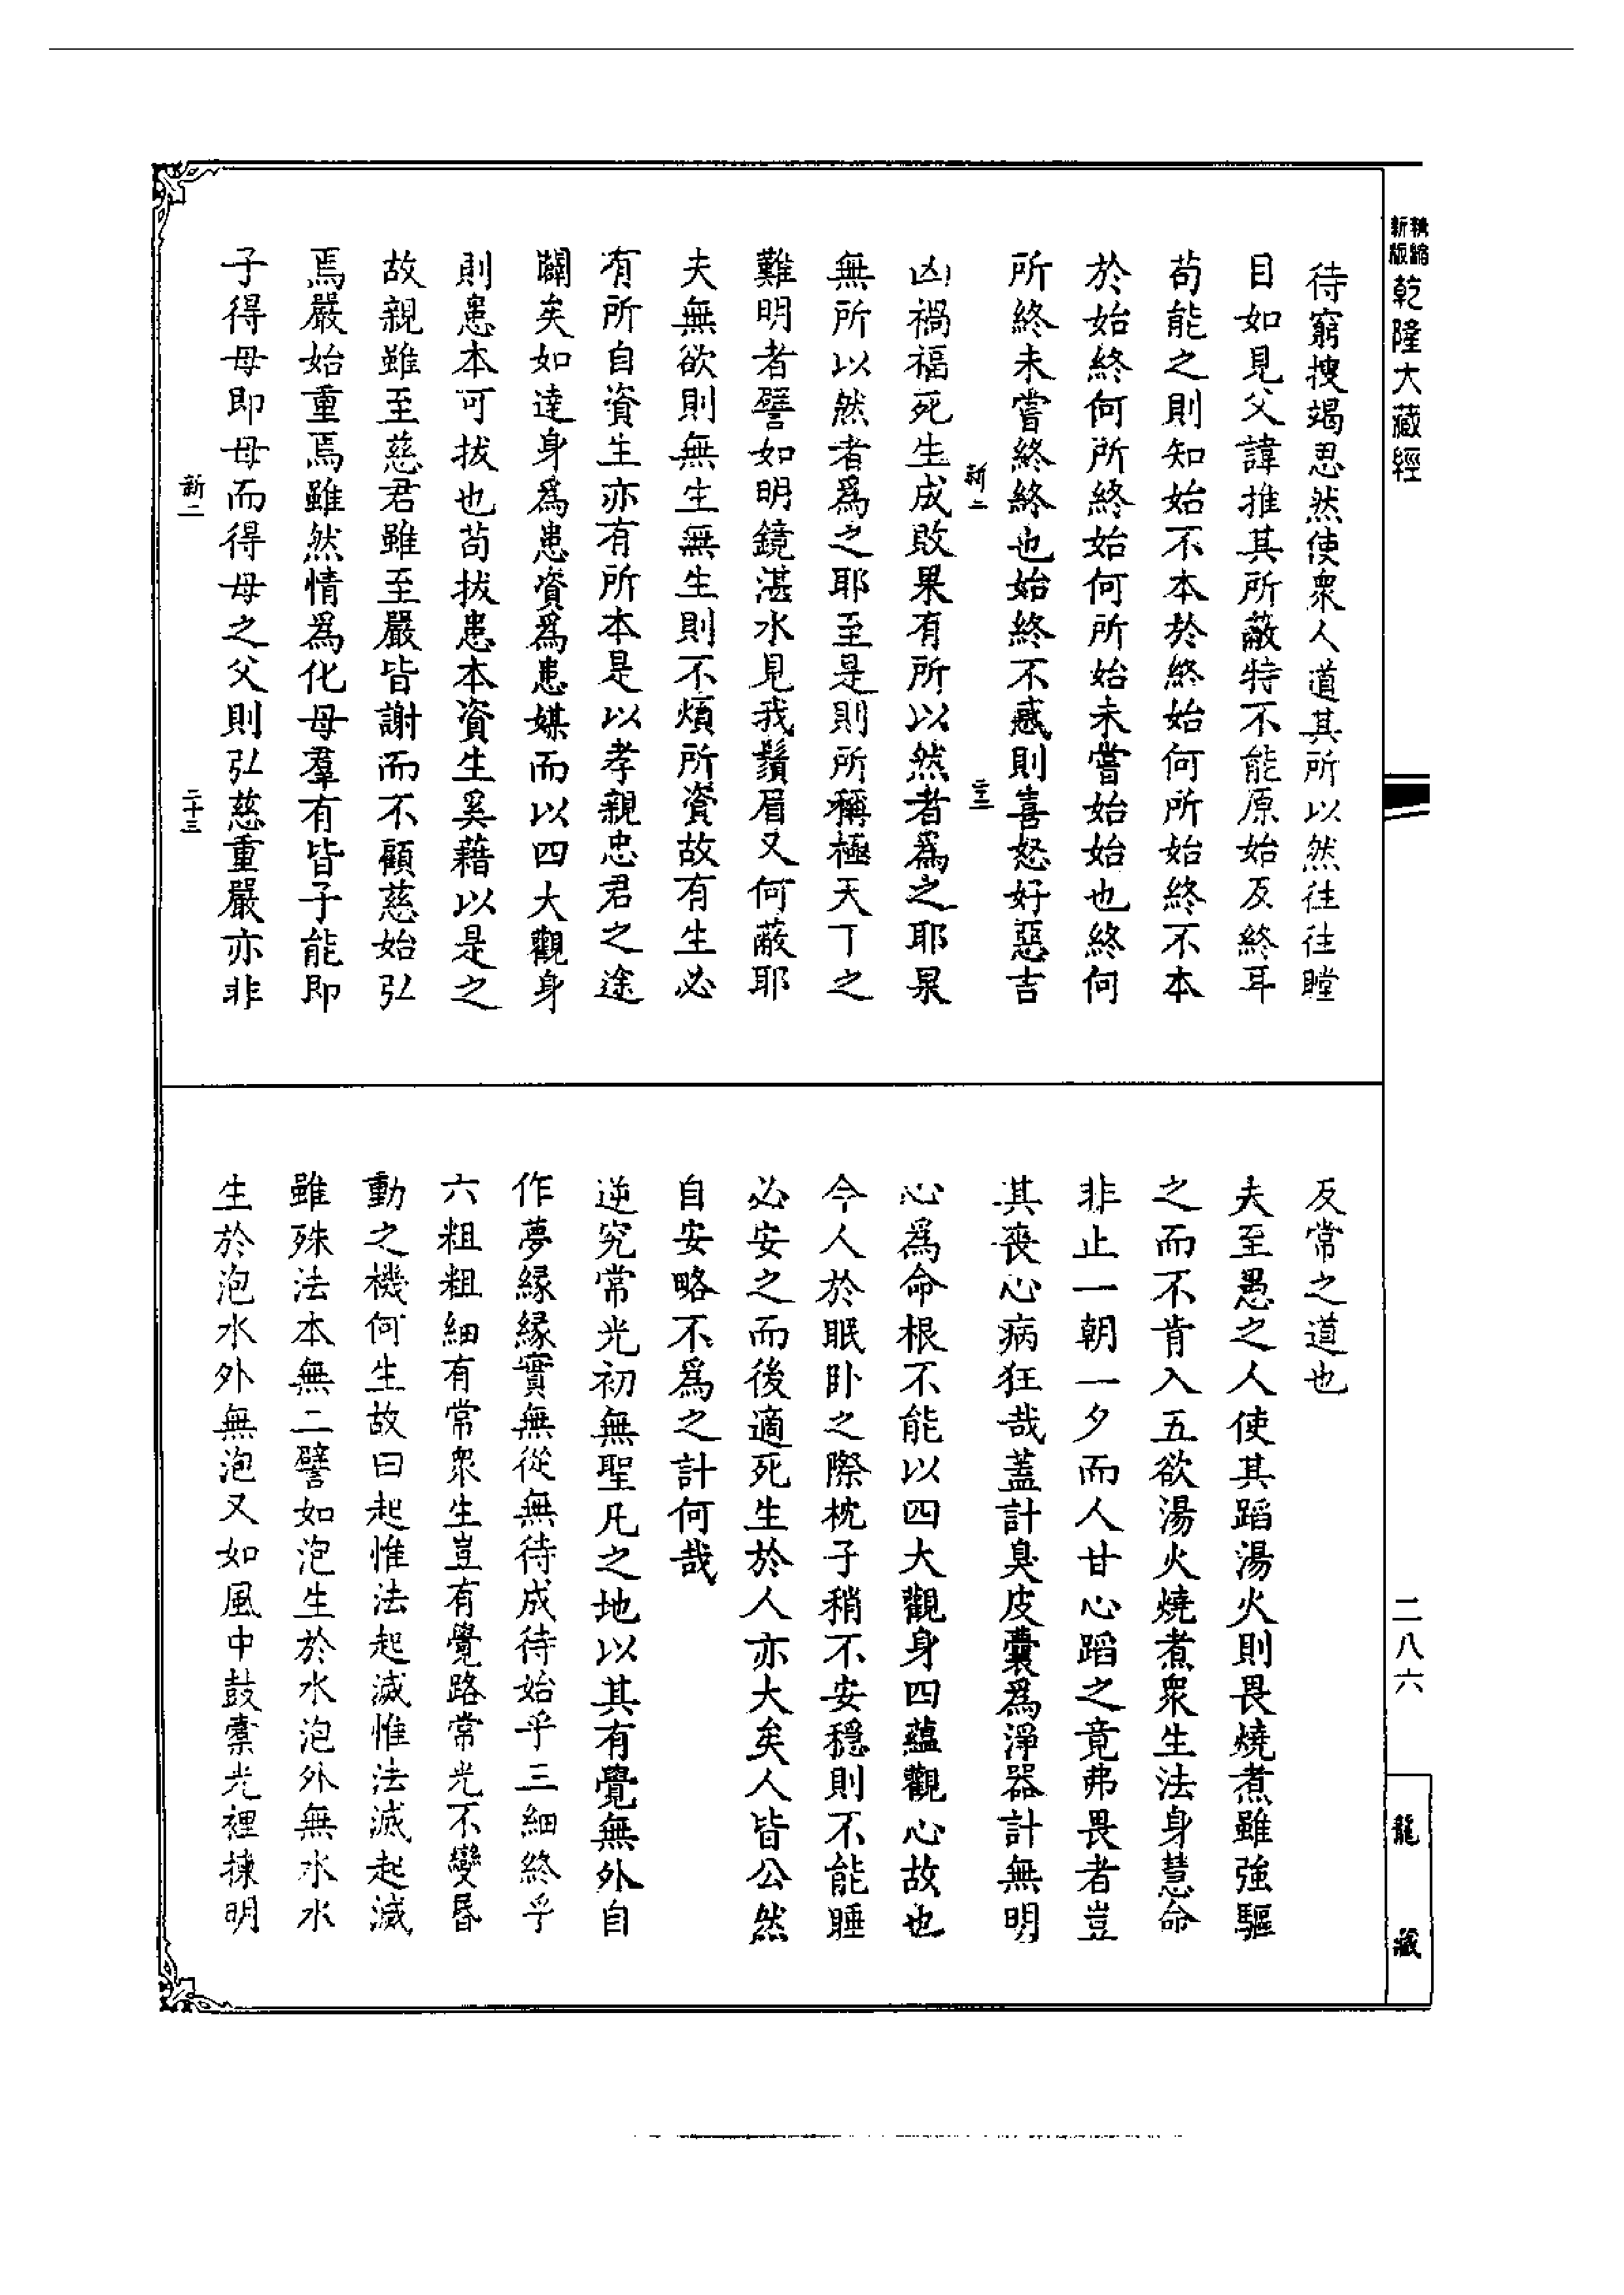 新版
精縮
乾隆大藏經
待窮搜竭思然使衆人道其所以然往往瞠
目如見父諱推其所蔽特不能原始及終耳
苟能之則知始不本於終始何所始終不本
於始終何所終始何所始未嘗始始也終何
所終未嘗終終也始終不惑則喜怒好惡吉
新二
凶禍福死生成敗果有所以然者爲之耶果
無所以然者爲之耶至是則所稱極天下之
難明者譬如明鏡湛水見我鬚眉又何蔽耶
夫無欲則無生無生則不煩所資故有生必
有所自資生亦有所本是以孝親忠君之途
闢矣如達身爲患資爲患媒而以四大觀身
則患本可拔也苟拔患本資生奚藉以是之
故親雖至慈君雖至嚴皆謝而不顧慈始弘
焉嚴始重焉雖然情爲化母羣有皆子能即
子得母即母而得母之父則弘慈重嚴亦非
新二
二十三
反常之道也
夫至愚之人使其蹈湯火則畏燒煮雖強驅
之而不肯入五欲湯火燒煮衆生法身慧命
非止一朝一夕而人甘心蹈之竟弗畏者豈
其喪心病狂哉蓋計臭皮囊爲淨器計無明
心爲命根不能以四大觀身四蘊觀心故也
今人於眠卧之際枕子稍不安穩則不能睡
必安之而後適死生於人亦大矣人皆公然
自安略不爲之計何哉
逆究常光初無聖凡之地以其有覺無外自
作夢緣緣實無從無待成待始乎三細終乎
六粗粗細有常衆生豈有覺路常光不變昏
動之機何生故曰起惟法起滅惟法滅起滅
雖殊法本無二譬如泡生於水泡外無水水
生於泡水外無泡又如風中鼓橐光裡揀明
二八六
龍藏